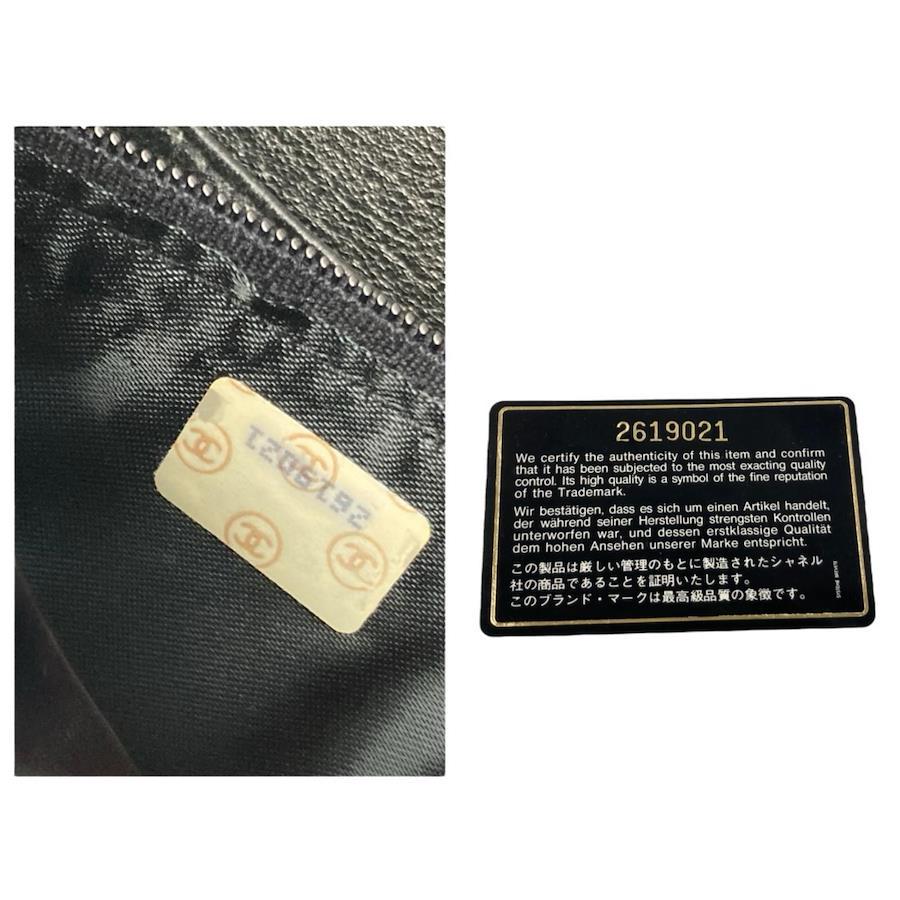 2619021
2619021
We certify the authenticity of this item and confirm
that it has been subjected to the most exacting quality
control. Its high quality is a symbol of the fine reputation
of the Trademark.
Wir bestätigen, dass es sich um einen Artikel handelt,
der während seiner Herstellung strengsten Kontrollen
unterworfen war, und dessen erstklassige Qualität
dem hohen Ansehen unserer Marke entspricht.
この製品は厳しい管理のもとに製造されたシャネル
社の商品であることを証明いたします。
このブランド・マークは最高級品質の象徴です。